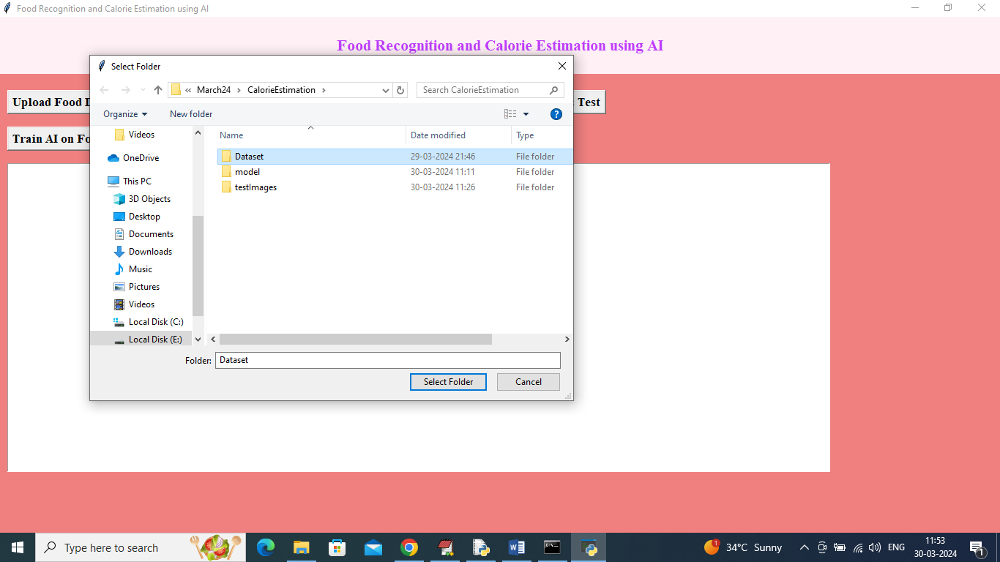 Food Recognition and Calorie Estimation using AI
Food Recognition and Calorie Estimation using AI
Select Folder
« March24 › CalorieEstimation ›
Search CalorieEstimation
Upload Food
Test
Organize New folder
Train AI on
Name Date modified Type
Videos
OneDrive
This PC
3D Objects
Desktop
Documents
Downloads
Music
Pictures
Videos
Local Disk (C:)
Local Disk (E:)
Dataset 29-03-2024 21:46 File folder
model 30-03-2024 11:11 File folder
testImages 30-03-2024 11:26 File folder
Folder: Dataset
Select Folder Cancel
Type here to search
34°C Sunny
ENG
11:53
30-03-2024
1
1